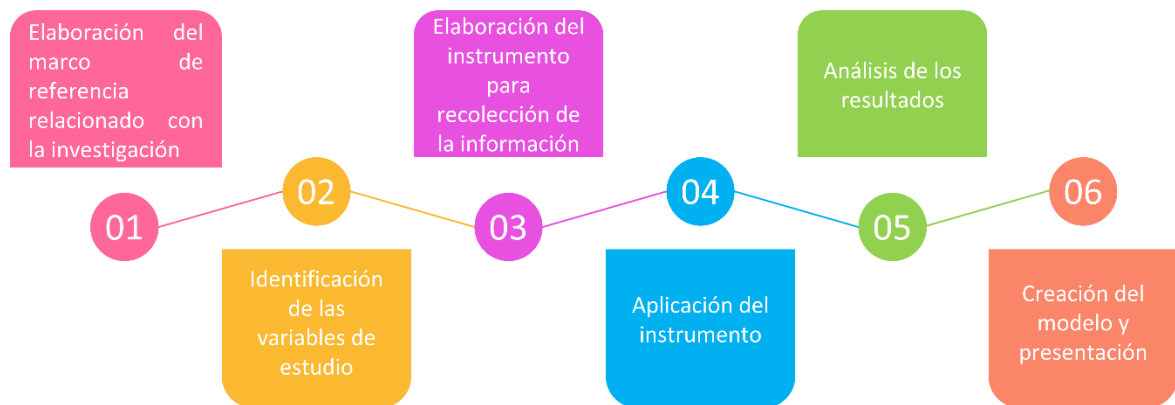 Elaboración del
marco de
referencia
relacionado con
la investigación
01
02
Identificación
de las
variables de
estudio
Elaboración del
instrumento
para
recolección de
la información
03
04
Aplicación del
instrumento
Análisis de los
resultados
05
06
Creación del
modelo y
presentación